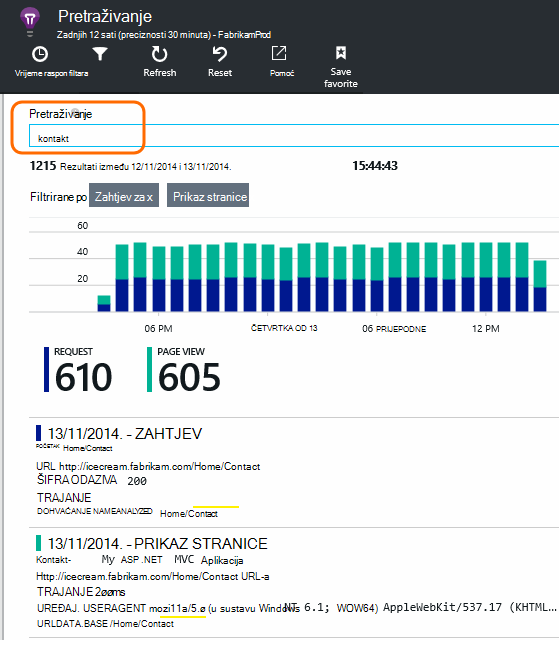 Pretraživanje
Zadnjih 12 sati (preciznosti 30 minuta) - FabrikamProd
Vrijeme raspon filtara
Refresh
Reset
Pomoć
Save favorite
Pretraživanje
kontakt
1215 Rezultati između 12/11/2014 i 13/11/2014.
15:44:43
Filtrirane po
Zahtjev za x
Prikaz stranice
60
40
20
06 PM
ČETVRTKA OD 13
06 PRIJEPODNE
12 PM
REQUEST
610
PAGE VIEW
605
13/11/2014. - ZAHTJEV
POČETAK Home/Contact
URL http://icecream.fabrikam.com/Home/Contact
ŠIFRA ODAZIVA 200
TRAJANJE
DOHVAĆANJE NAMEANALYZED Home/Contact
13/11/2014. - PRIKAZ STRANICE
Kontakt- My ASP .NET MVC Aplikacija
Http://icecream.fabrikam.com/Home/Contact URL-a
TRAJANJE 2øøms
UREĐAJ. USERAGENT mozi11a/5.ø (u sustavu Windows NT 6.1; WOW64) AppleWebKit/537.17 (KHTML...
URLDATA.BASE /Home/Contact